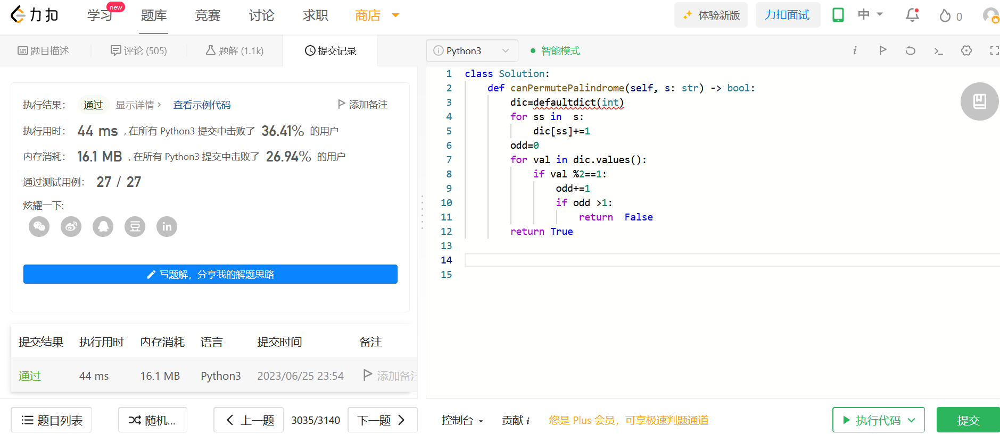 力扣 学习 new 题库 竞赛 讨论 求职 商店 体验新版 力扣面试 中 0
题目描述 评论 (505) 题解 (1.1k) 提交记录
Python3 智能模式
执行结果： 通过 显示详情 > 查看示例代码 添加备注
执行用时： 44 ms , 在所有 Python3 提交中击败了 36.41% 的用户
内存消耗： 16.1 MB , 在所有 Python3 提交中击败了 26.94% 的用户
通过测试用例： 27 / 27
炫耀一下:
豆 in
写题解，分享我的解题思路
提交结果 执行用时 内存消耗 语言 提交时间 备注
通过 44 ms 16.1 MB Python3 2023/06/25 23:54 添加备注
1 class Solution:
2 def canPermutePalindrome(self, s: str) -> bool:
3 dic=defaultdict(int)
4 for ss in  s:
5 dic[ss]+=1
6 odd=0
7 for val in dic.values():
8 if val %2==1:
9 odd+=1
10 if odd >1:
11 return  False
12 return True
13
14
15
题目列表 随机... 上一题 3035/3140 下一题 控制台 贡献 i 您是 Plus 会员，可享极速判题通道 执行代码 提交